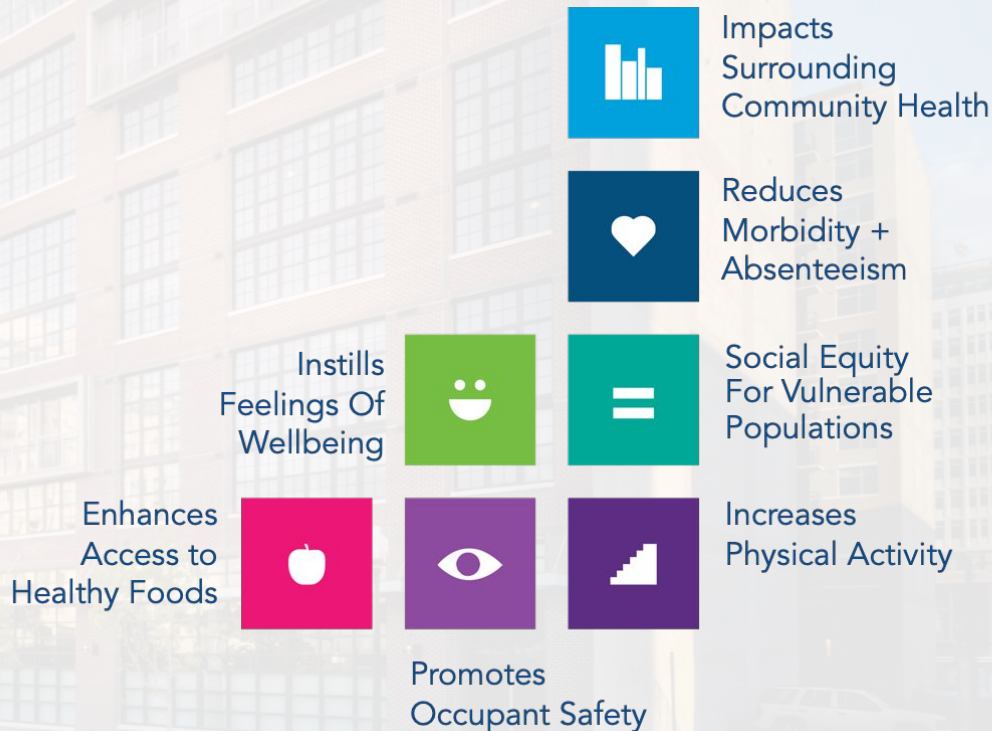 Impacts
Surrounding
Community Health
Reduces
Morbidity +
Absenteeism
Instills
Feelings Of
Wellbeing
Social Equity
For Vulnerable
Populations
Enhances
Access to
Healthy Foods
Increases
Physical Activity
Promotes
Occupant Safety